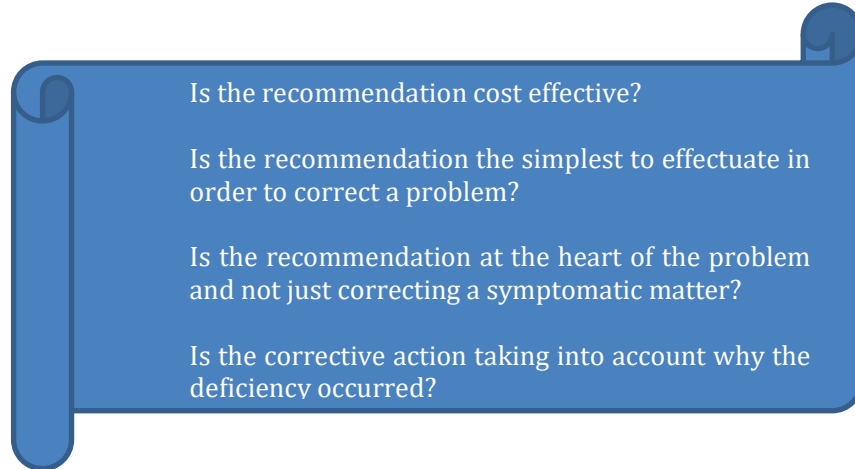 Is the recommendation cost effective?
Is the recommendation the simplest to effectuate in
order to correct a problem?
Is the recommendation at the heart of the problem
and not just correcting a symptomatic matter?
Is the corrective action taking into account why the
deficiency occurred?